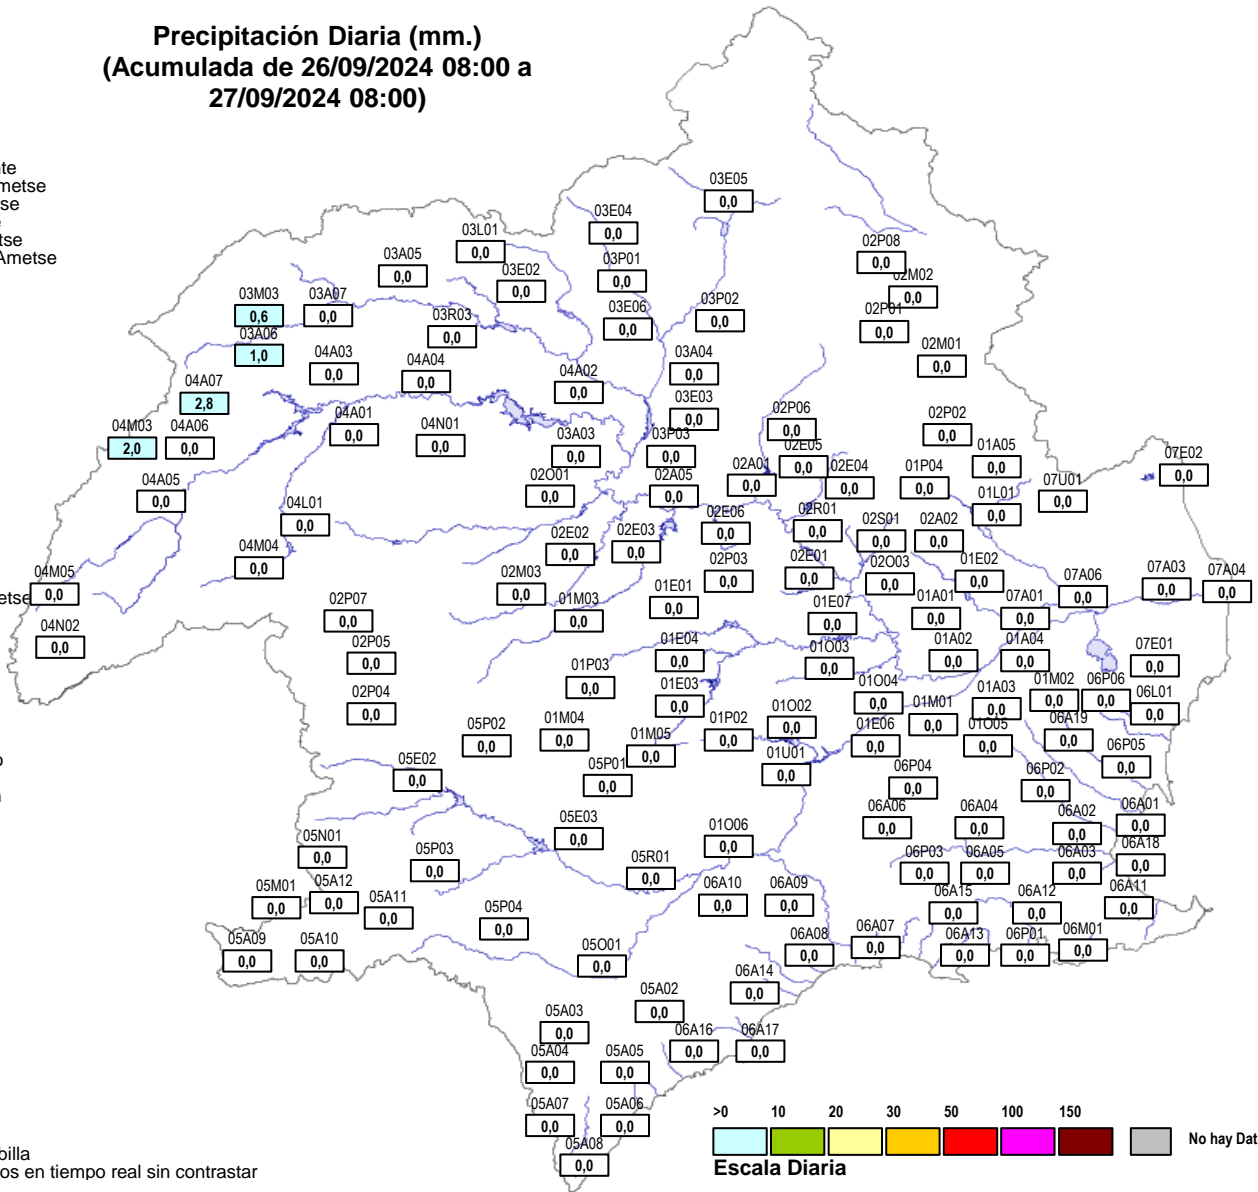 Precipitación Diaria (mm.)
(Acumulada de 26/09/2024 08:00 a
27/09/2024 08:00)
nte
metse
se
e
tse
Ametse
03E05
0,0
03E04
0,0
03L01
0,0
03A05
0,0
03E02
0,0
03P01
0,0
02P08
0,0
02M02
0,0
03M03
0,6
03A07
0,0
03R03
0,0
03E06
0,0
03P02
0,0
02P01
0,0
03A06
1,0
04A03
0,0
04A04
0,0
04A02
0,0
03A04
0,0
02M01
0,0
04A07
2,8
03E03
0,0
04M03
2,0
04A06
0,0
04A01
0,0
04N01
0,0
03A03
0,0
03P03
0,0
02P06
0,0
02P02
0,0
02E05
0,0
01A05
0,0
07E02
0,0
04A05
0,0
02O01
0,0
02A05
0,0
02A01
0,0
02E04
0,0
01P04
0,0
07U01
0,0
01L01
0,0
04L01
0,0
02E02
0,0
02E03
0,0
02E06
0,0
02R01
0,0
02S01
0,0
02A02
0,0
04M04
0,0
02P03
0,0
02E01
0,0
02O03
0,0
01E02
0,0
04M05
0,0
etse
02M03
0,0
07A06
0,0
07A03
0,0
07A04
0,0
02P07
0,0
01M03
0,0
01E01
0,0
01E07
0,0
01A01
0,0
07A01
0,0
04N02
0,0
02P05
0,0
01E04
0,0
01O03
0,0
01A02
0,0
01A04
0,0
07E01
0,0
01P03
0,0
01E03
0,0
01O04
0,0
01A03
0,0
01M02
0,0
06P06
0,0
06L01
0,0
02P04
0,0
01O02
0,0
01M01
0,0
05P02
0,0
01M04
0,0
01M05
0,0
01P02
0,0
01E06
0,0
01O05
0,0
06A19
0,0
05E02
0,0
05P01
0,0
01U01
0,0
06P04
0,0
06P02
0,0
06P05
0,0
05E03
0,0
01O06
0,0
06A06
0,0
06A04
0,0
06A02
0,0
06A01
0,0
05N01
0,0
05P03
0,0
05R01
0,0
06P03
0,0
06A05
0,0
06A03
0,0
06A18
0,0
05M01
0,0
05A12
0,0
05A11
0,0
06A10
0,0
06A09
0,0
06A15
0,0
06A12
0,0
06A11
0,0
05P04
0,0
05A09
0,0
05A10
0,0
05O01
0,0
06A08
0,0
06A07
0,0
06A13
0,0
06P01
0,0
06M01
0,0
06A14
0,0
05A02
0,0
05A03
0,0
06A16
0,0
06A17
0,0
05A04
0,0
05A05
0,0
05A07
0,0
05A06
0,0
05A08
0,0
>0 10 20 30 50 100 150
No hay Dat
Escala Diaria
billa
os en tiempo real sin contrastar